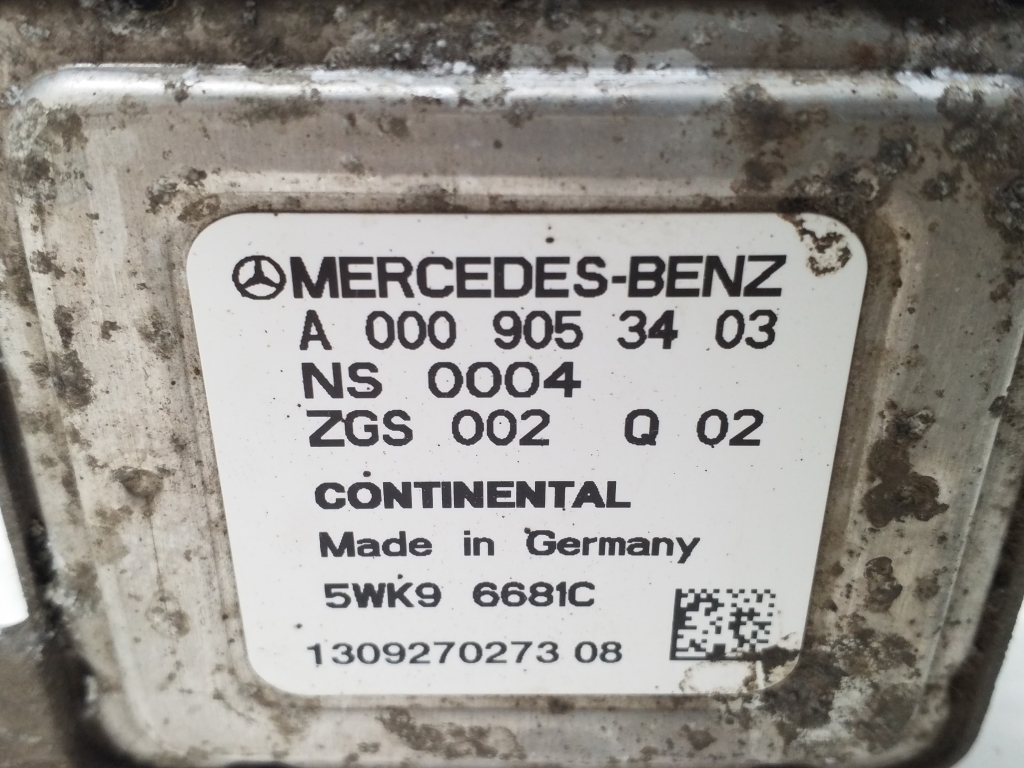 MERCEDES-BENZ
A 000 905 34 03
NS 0004
ZGS 002 Q 02
CONTINENTAL
Made in Germany
5WK9 6681C
1309270273 08